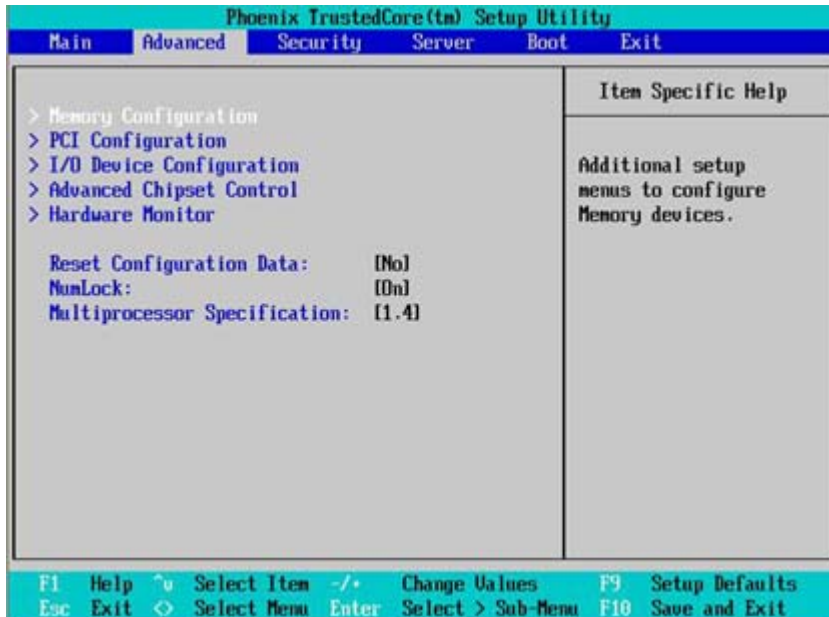 Phoenix TrustedCore(tm) Setup Utility
Main Advanced Security Server Boot Exit
Item Specific Help
> Memory Configuration
> PCI Configuration
> I/O Device Configuration
> Advanced Chipset Control
> Hardware Monitor
Additional setup
menus to configure
Memory devices.
Reset Configuration Data: [No]
NumLock: [On]
Multiprocessor Specification: [1.4]
F1 Help ^v Select Item -/+ Change Values F9 Setup Defaults
Esc Exit <> Select Menu Enter Select > Sub-Menu F10 Save and Exit